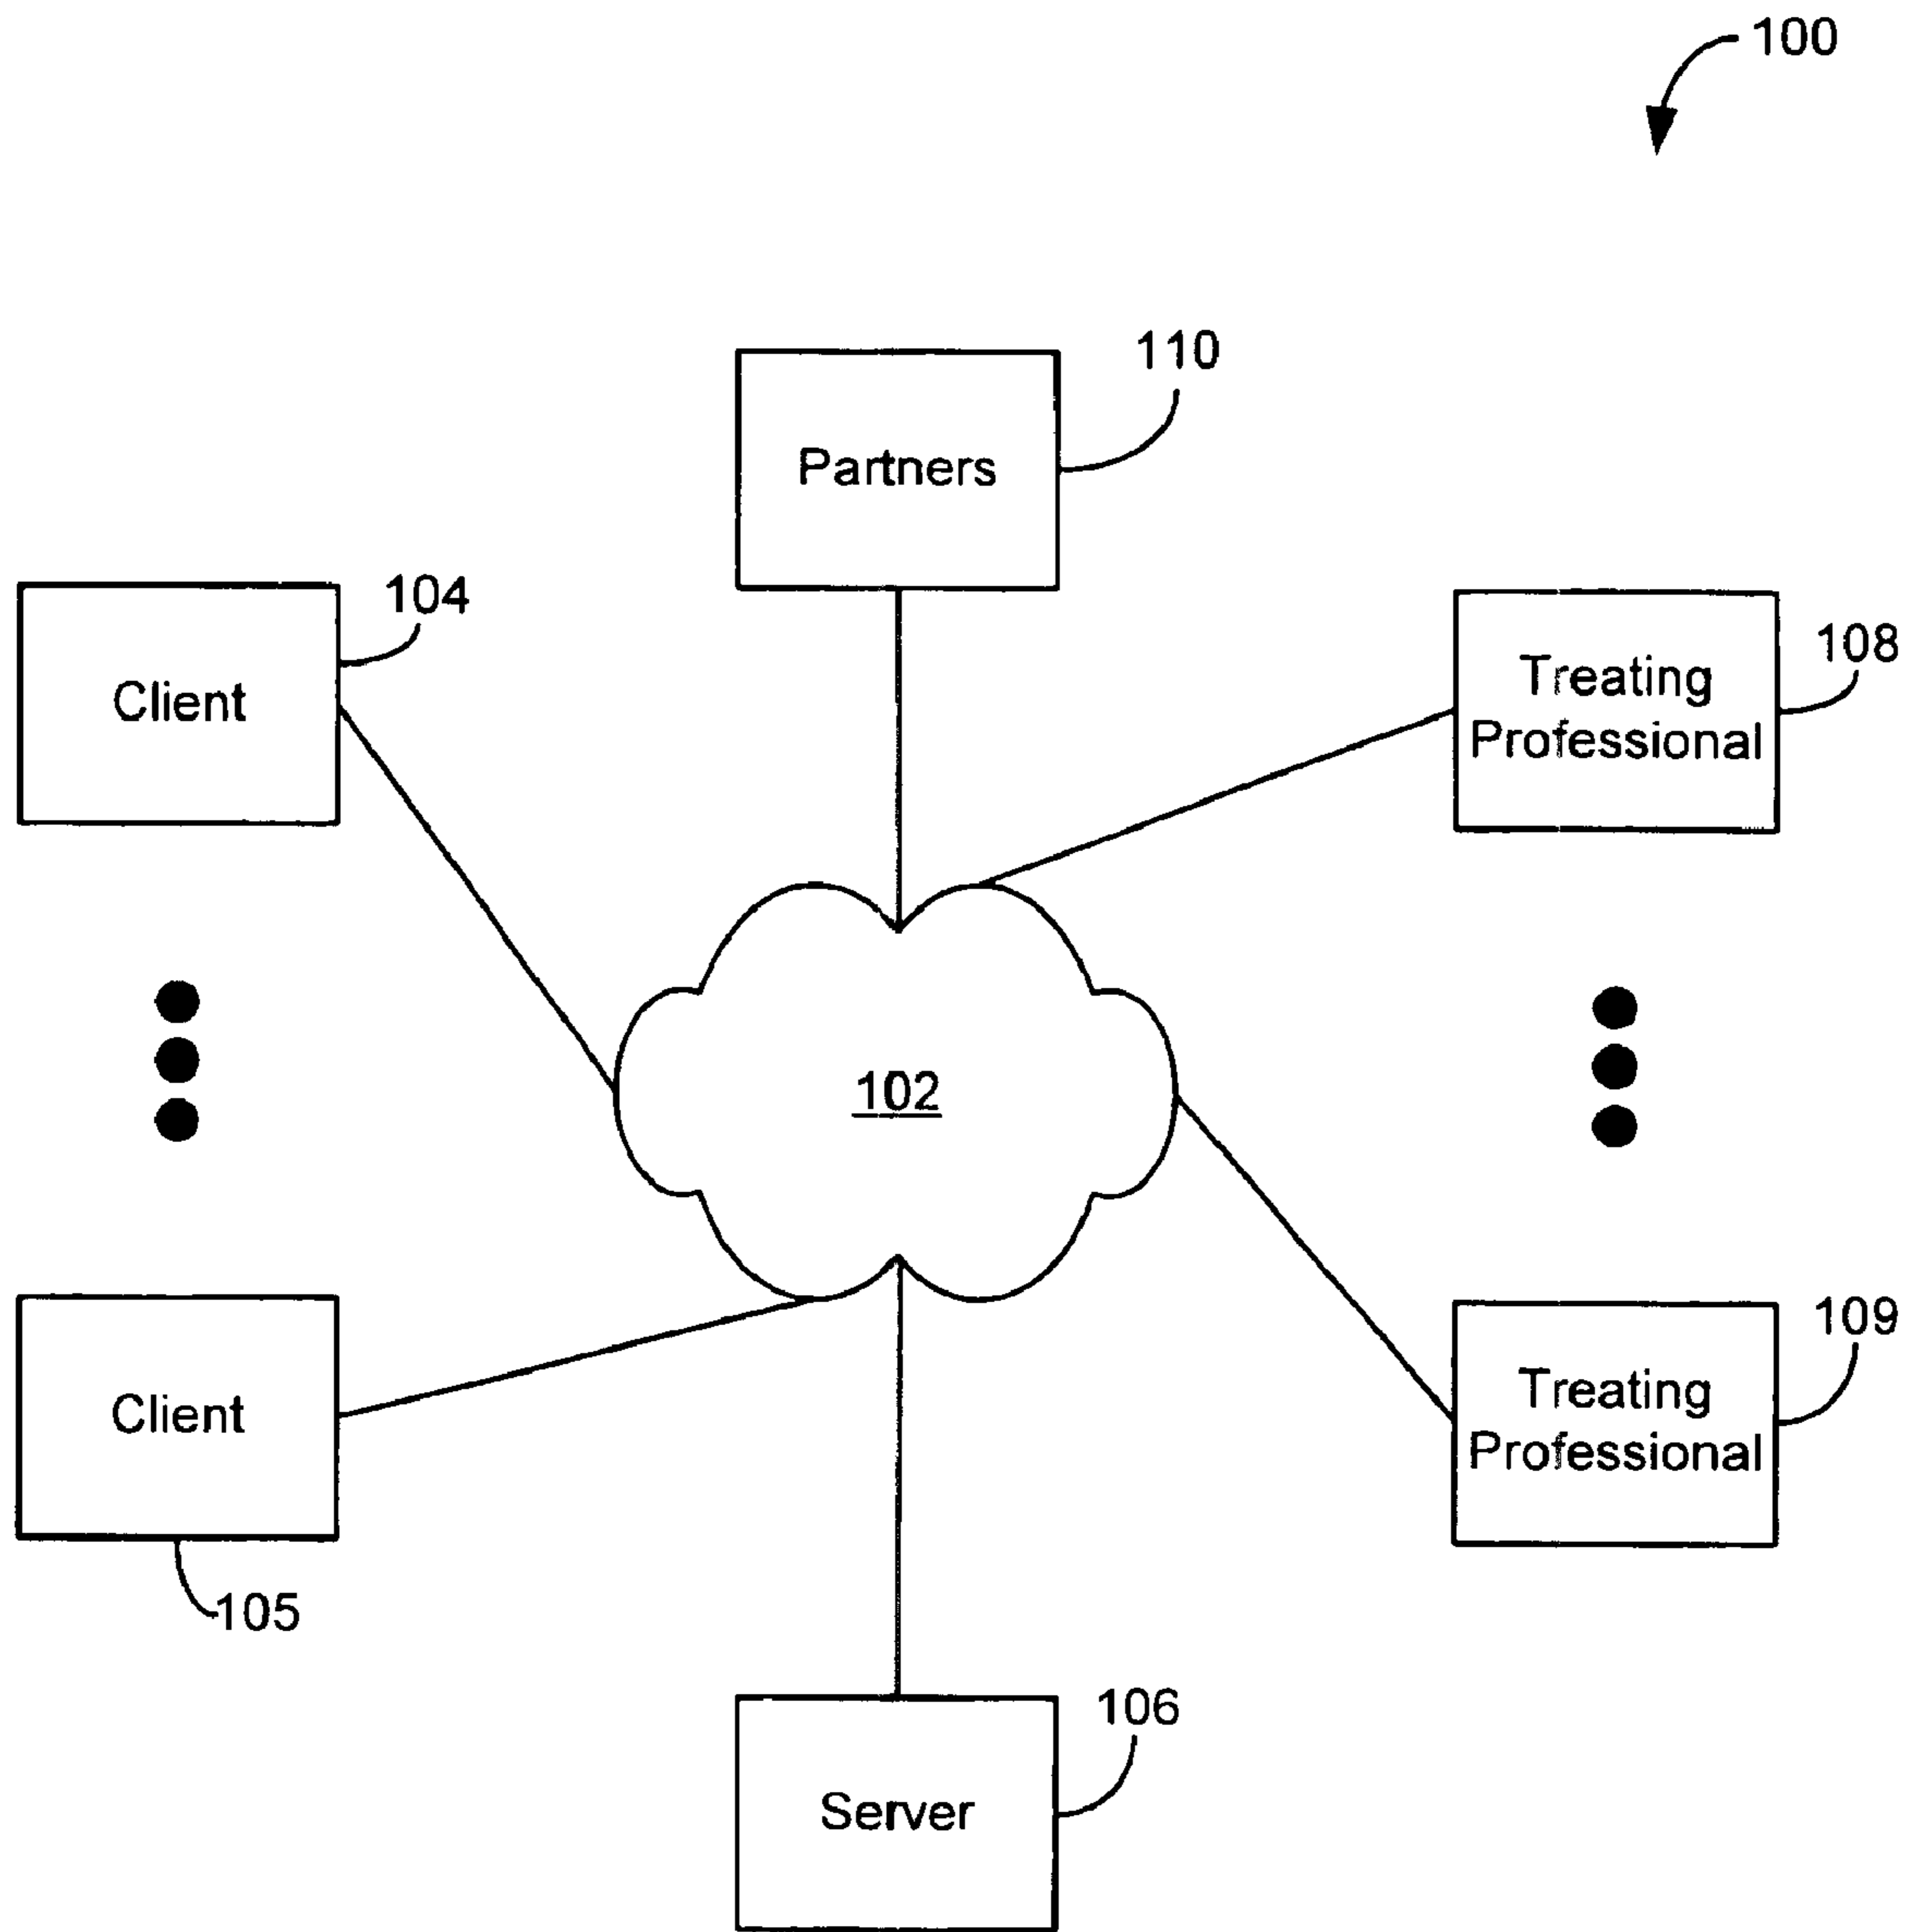 100
110
Partners
104
Client
108
Treating
Professional
102
Client
105
109
Treating
Professional
106
Server